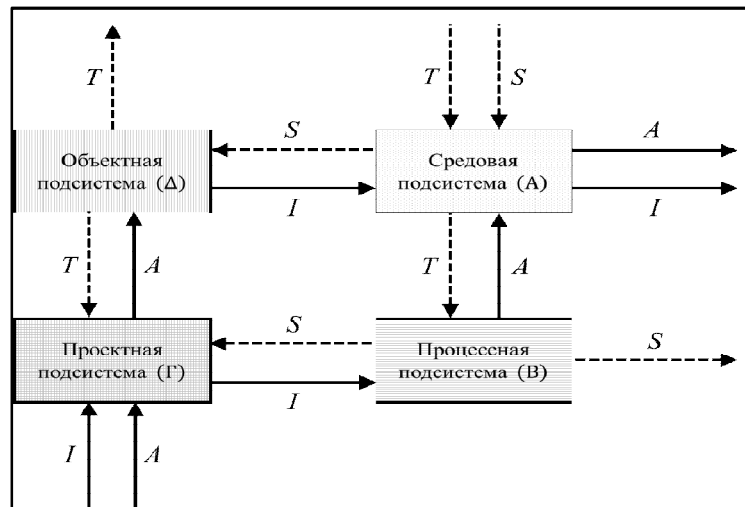 T
T
S
S
A
Объектная
подсистема (Δ)
Средовая
подсистема (А)
I
I
T
A
T
A
S
S
Проектная
подсистема (Г)
Процессная
подсистема (В)
I
I
A